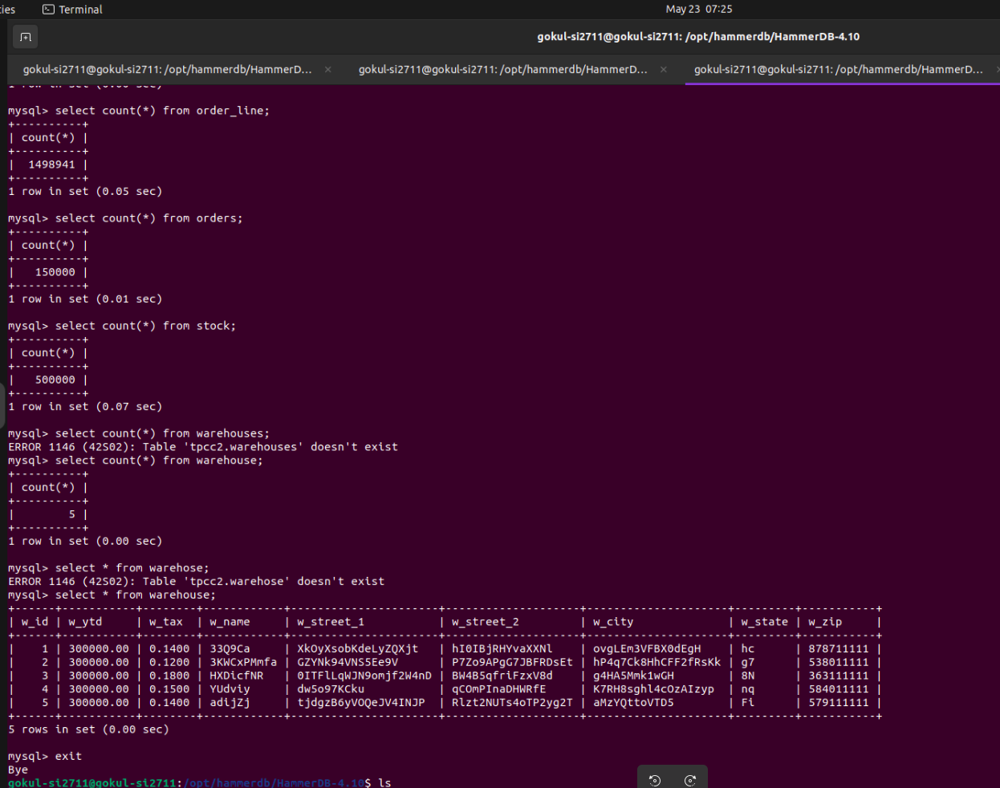 ies Terminal May 23 07:25
gokul-si2711@gokul-si2711: /opt/hammerdb/HammerDB-4.10
gokul-si2711@gokul-si2711: /opt/hammerdb/HammerD... × gokul-si2711@gokul-si2711: /opt/hammerdb/HammerD... × gokul-si2711@gokul-si2711: /opt/hammerdb/HammerD... ×
1 row in set (0.00 sec)
mysql> select count(*) from order_line;
+----------+
| count(*) |
+----------+
|  1498941 |
+----------+
1 row in set (0.05 sec)
mysql> select count(*) from orders;
+----------+
| count(*) |
+----------+
|   150000 |
+----------+
1 row in set (0.01 sec)
mysql> select count(*) from stock;
+----------+
| count(*) |
+----------+
|   500000 |
+----------+
1 row in set (0.07 sec)
mysql> select count(*) from warehouses;
ERROR 1146 (42S02): Table 'tpcc2.warehouses' doesn't exist
mysql> select count(*) from warehouse;
+----------+
| count(*) |
+----------+
|        5 |
+----------+
1 row in set (0.00 sec)
mysql> select * from warehose;
ERROR 1146 (42S02): Table 'tpcc2.warehose' doesn't exist
mysql> select * from warehouse;
+------+-----------+--------+------------+----------------------+--------------------+---------------------+---------+-----------+
| w_id | w_ytd     | w_tax  | w_name     | w_street_1           | w_street_2         | w_city              | w_state | w_zip     |
+------+-----------+--------+------------+----------------------+--------------------+---------------------+---------+-----------+
|    1 | 300000.00 | 0.1400 | 33Q9Ca     | XkOyXsobKdeLyZQXjt   | hI0IBjRHYvaXXNl    | ovgLEm3VFBX0dEgH    | hc      | 878711111 |
|    2 | 300000.00 | 0.1200 | 3KWCxPMmfa | GZYNk94VNS5Ee9V      | P7Zo9APgG7JBFRDsEt | hP4q7Ck8HhCFF2fRsKk | g7      | 538011111 |
|    3 | 300000.00 | 0.1800 | HXDicfNR   | 0ITFlLqWJN9omjf2W4nD | BW4B5qfriFzxV8d    | g4HA5Mmk1wGH        | 8N      | 363111111 |
|    4 | 300000.00 | 0.1500 | YUdviy     | dw5o97KCku           | qCOmPInaDHWRfE     | K7RH8sghl4cOzAIzyp  | nq      | 584011111 |
|    5 | 300000.00 | 0.1400 | adijZj     | tjdgzB6yVOQeJV4INJP  | Rlzt2NUTs4oTP2yg2T | aMzYQttoVTD5        | Fi      | 579111111 |
+------+-----------+--------+------------+----------------------+--------------------+---------------------+---------+-----------+
5 rows in set (0.00 sec)
mysql> exit
Bye
gokul-si2711@gokul-si2711:/opt/hammerdb/HammerDB-4.10$ ls